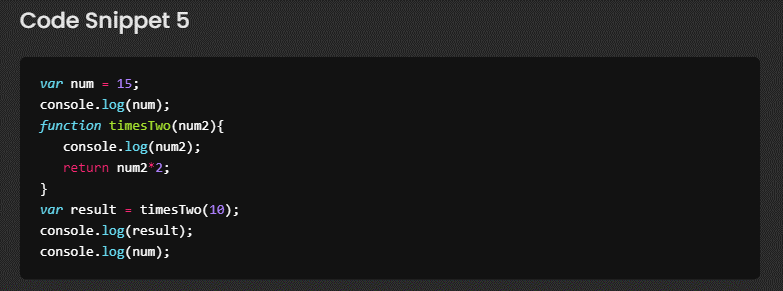 Code Snippet 5
var num = 15;
console.log(num);
function timesTwo(num2){
   console.log(num2);
   return num2*2;
}
var result = timesTwo(10);
console.log(result);
console.log(num);